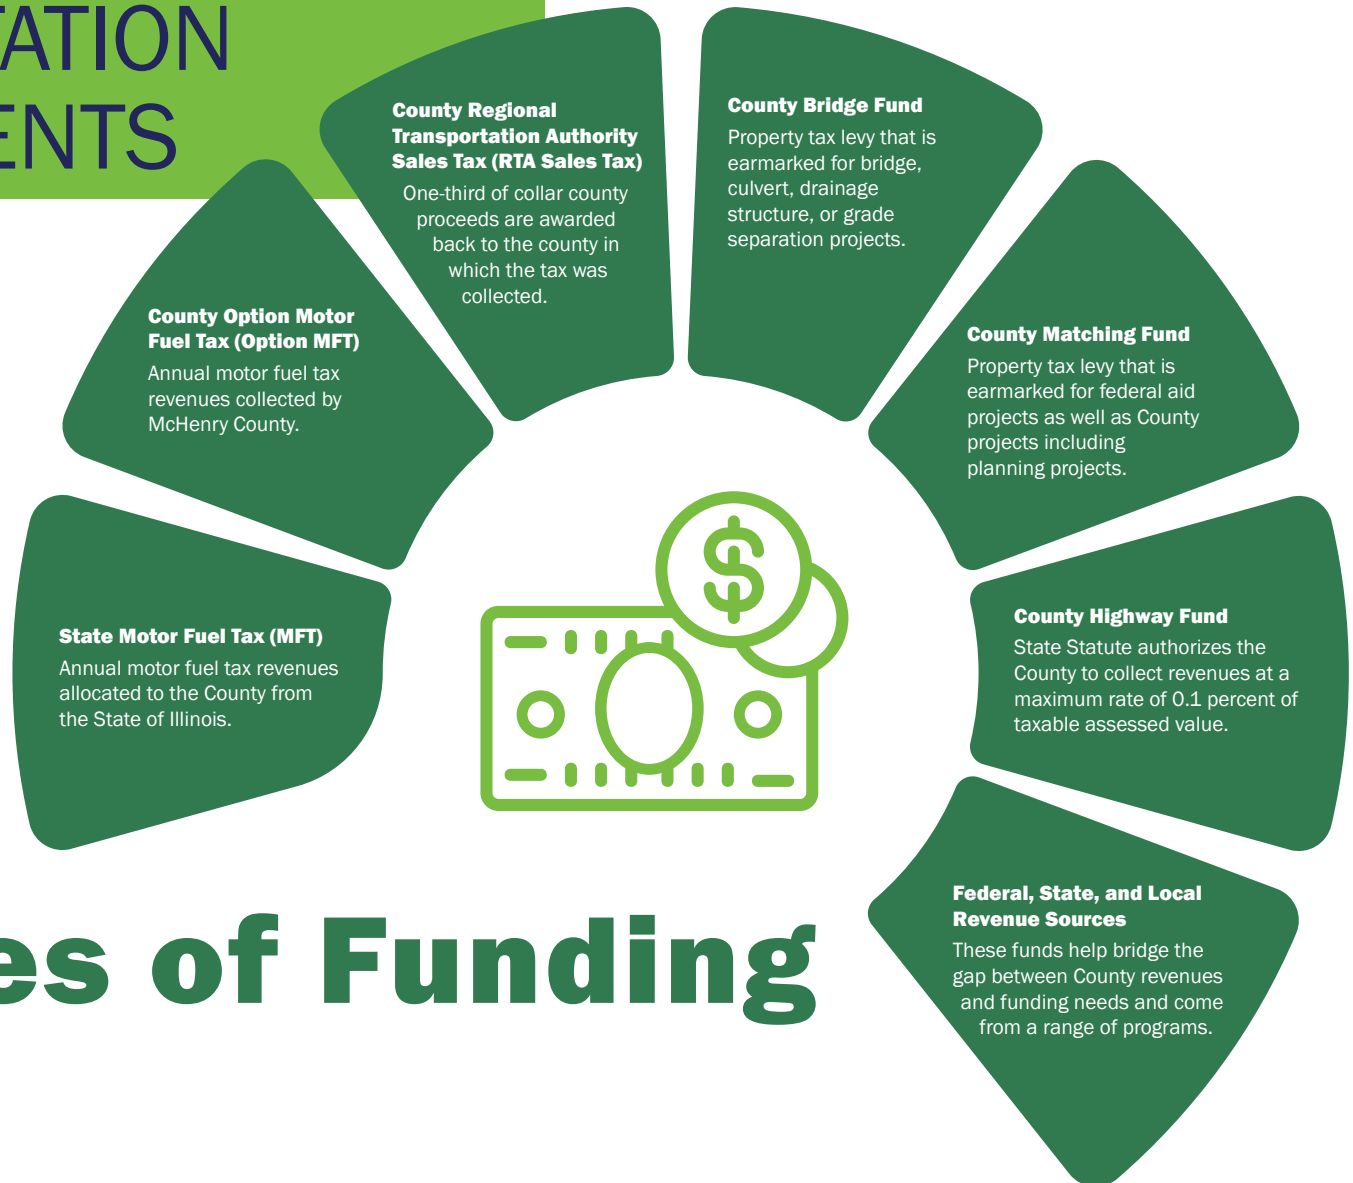 TATION
ENTS
County Regional
Transportation Authority
Sales Tax (RTA Sales Tax)
One-third of collar county
proceeds are awarded
back to the county in
which the tax was
collected.
County Bridge Fund
Property tax levy that is
earmarked for bridge,
culvert, drainage
structure, or grade
separation projects.
County Option Motor
Fuel Tax (Option MFT)
Annual motor fuel tax
revenues collected by
McHenry County.
County Matching Fund
Property tax levy that is
earmarked for federal aid
projects as well as County
projects including
planning projects.
State Motor Fuel Tax (MFT)
Annual motor fuel tax revenues
allocated to the County from
the State of Illinois.
$
County Highway Fund
State Statute authorizes the
County to collect revenues at a
maximum rate of 0.1 percent of
taxable assessed value.
Federal, State, and Local
Revenue Sources
These funds help bridge the
gap between County revenues
and funding needs and come
from a range of programs.
es of Funding